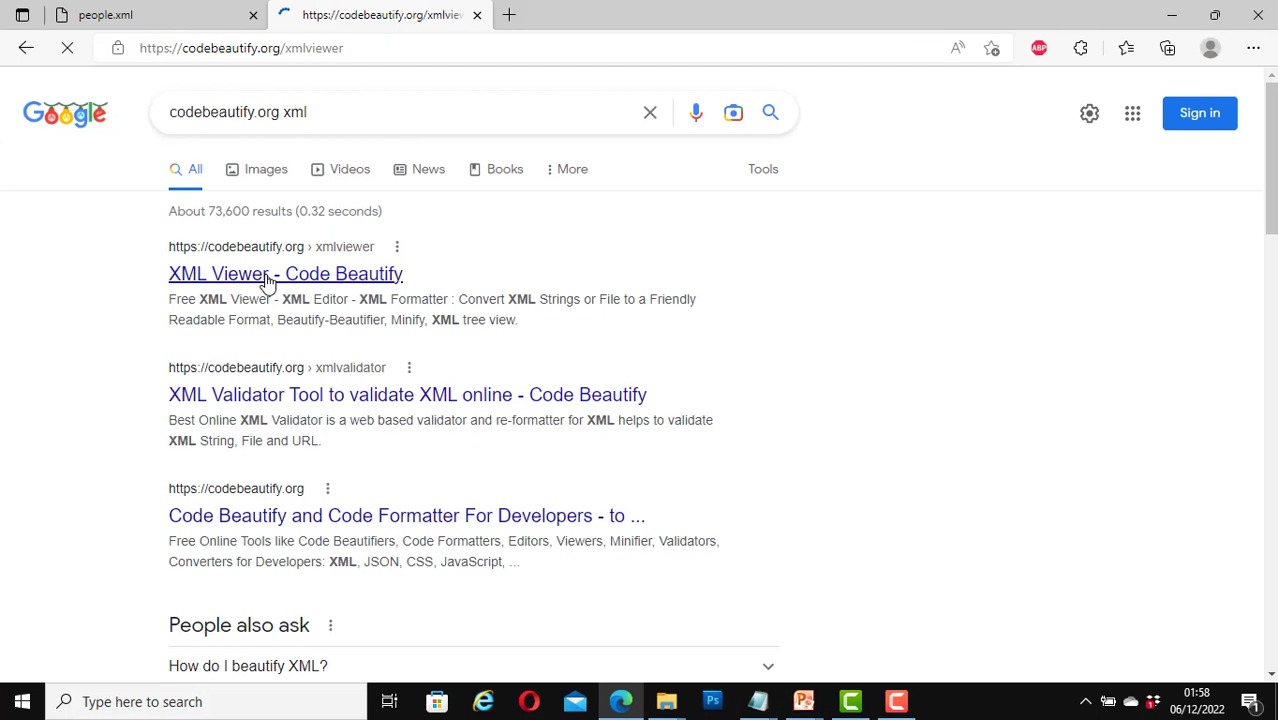 people.xml
https://codebeautify.org/xmlview
https://codebeautify.org/xmlviewer
ABP
Google
codebeautify.org xml
Sign in
All Images Videos News Books More Tools
About 73,600 results (0.32 seconds)
https://codebeautify.org › xmlviewer
XML Viewer - Code Beautify
Free XML Viewer - XML Editor - XML Formatter : Convert XML Strings or File to a Friendly
Readable Format, Beautify-Beautifier, Minify, XML tree view.
https://codebeautify.org › xmlvalidator
XML Validator Tool to validate XML online - Code Beautify
Best Online XML Validator is a web based validator and re-formatter for XML helps to validate
XML String, File and URL.
https://codebeautify.org
Code Beautify and Code Formatter For Developers - to ...
Free Online Tools like Code Beautifiers, Code Formatters, Editors, Viewers, Minifier, Validators,
Converters for Developers: XML, JSON, CSS, JavaScript, ...
People also ask
How do I beautify XML?
Type here to search
Ps
01:58
06/12/2022
1